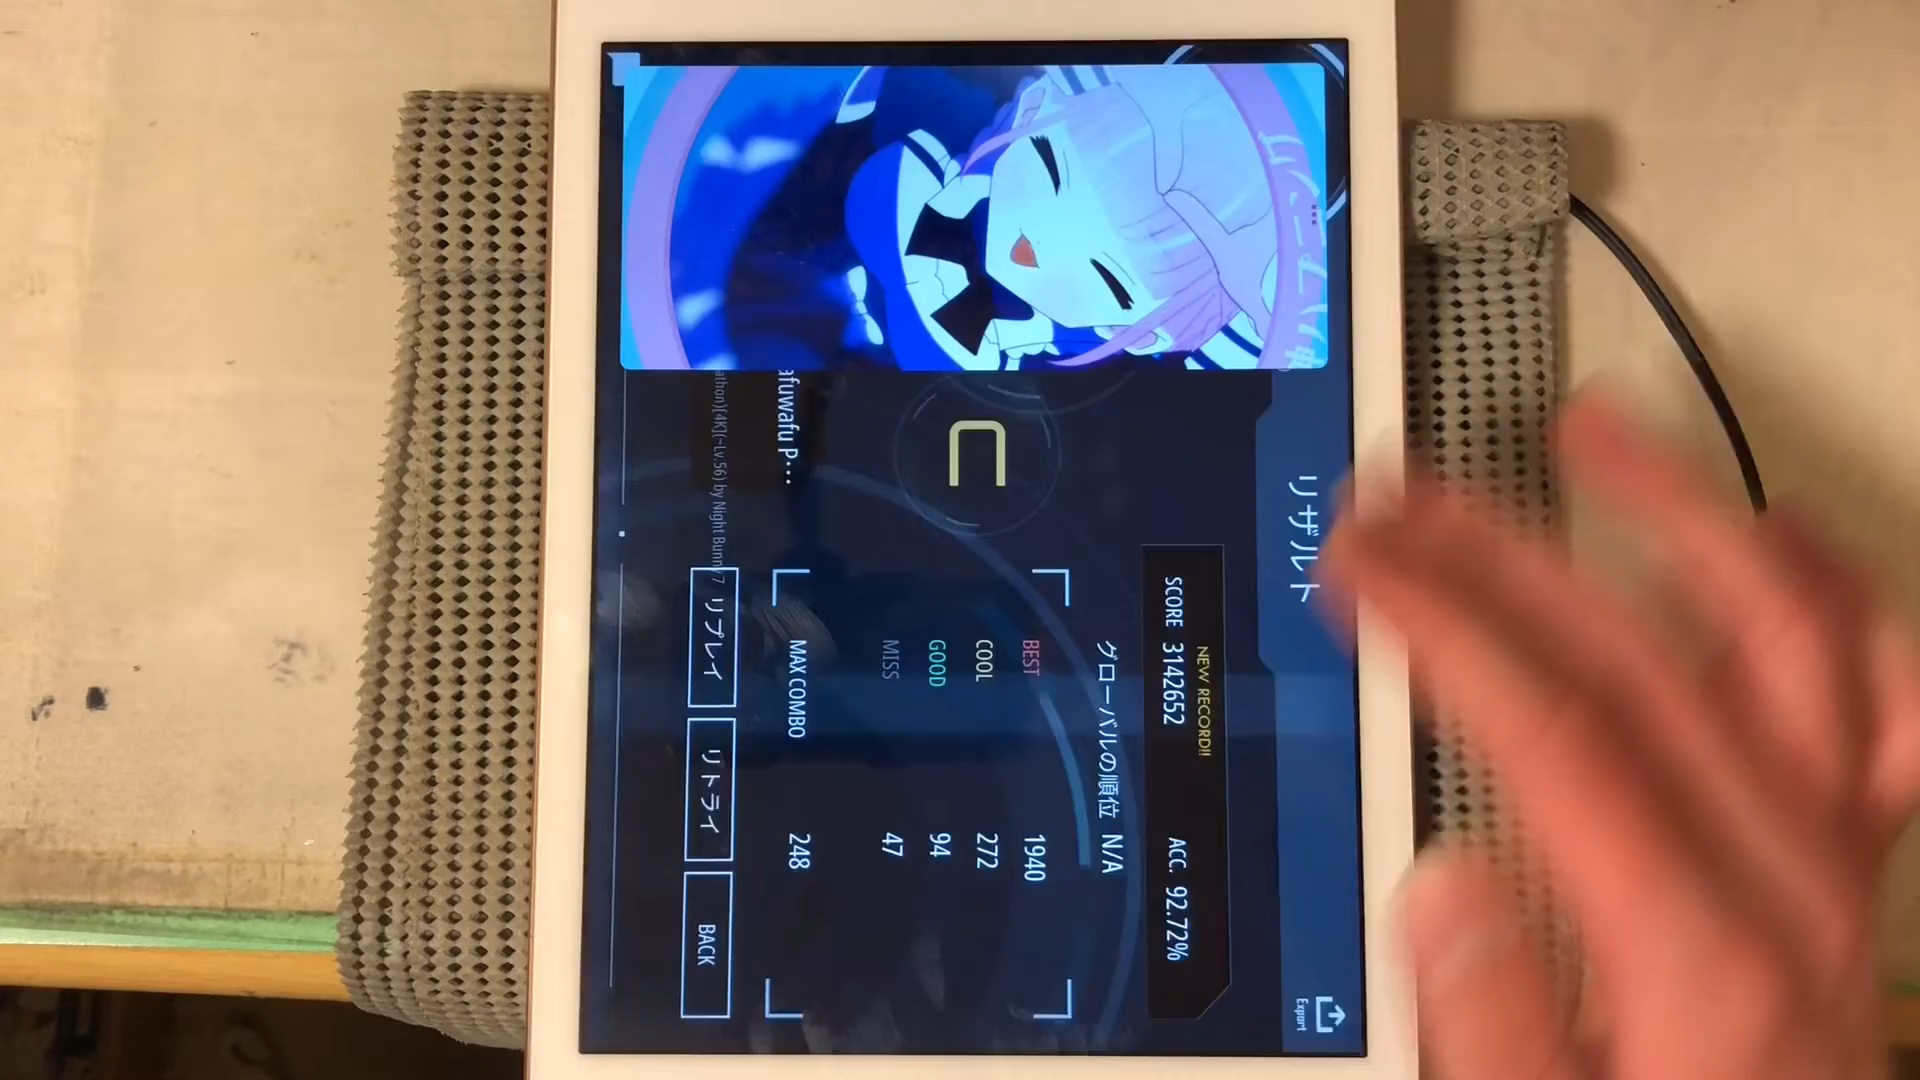 リザルト
Export
NEW RECORD!!
SCORE 3142652 ACC. 92.72%
グローバルの順位 N/A
BEST 1940
COOL 272
GOOD 94
MISS 47
MAX COMBO 248
C
afuwafu P...
athon)[4K](~Lv.56) by Night Bunny7
リプレイ
リトライ
BACK